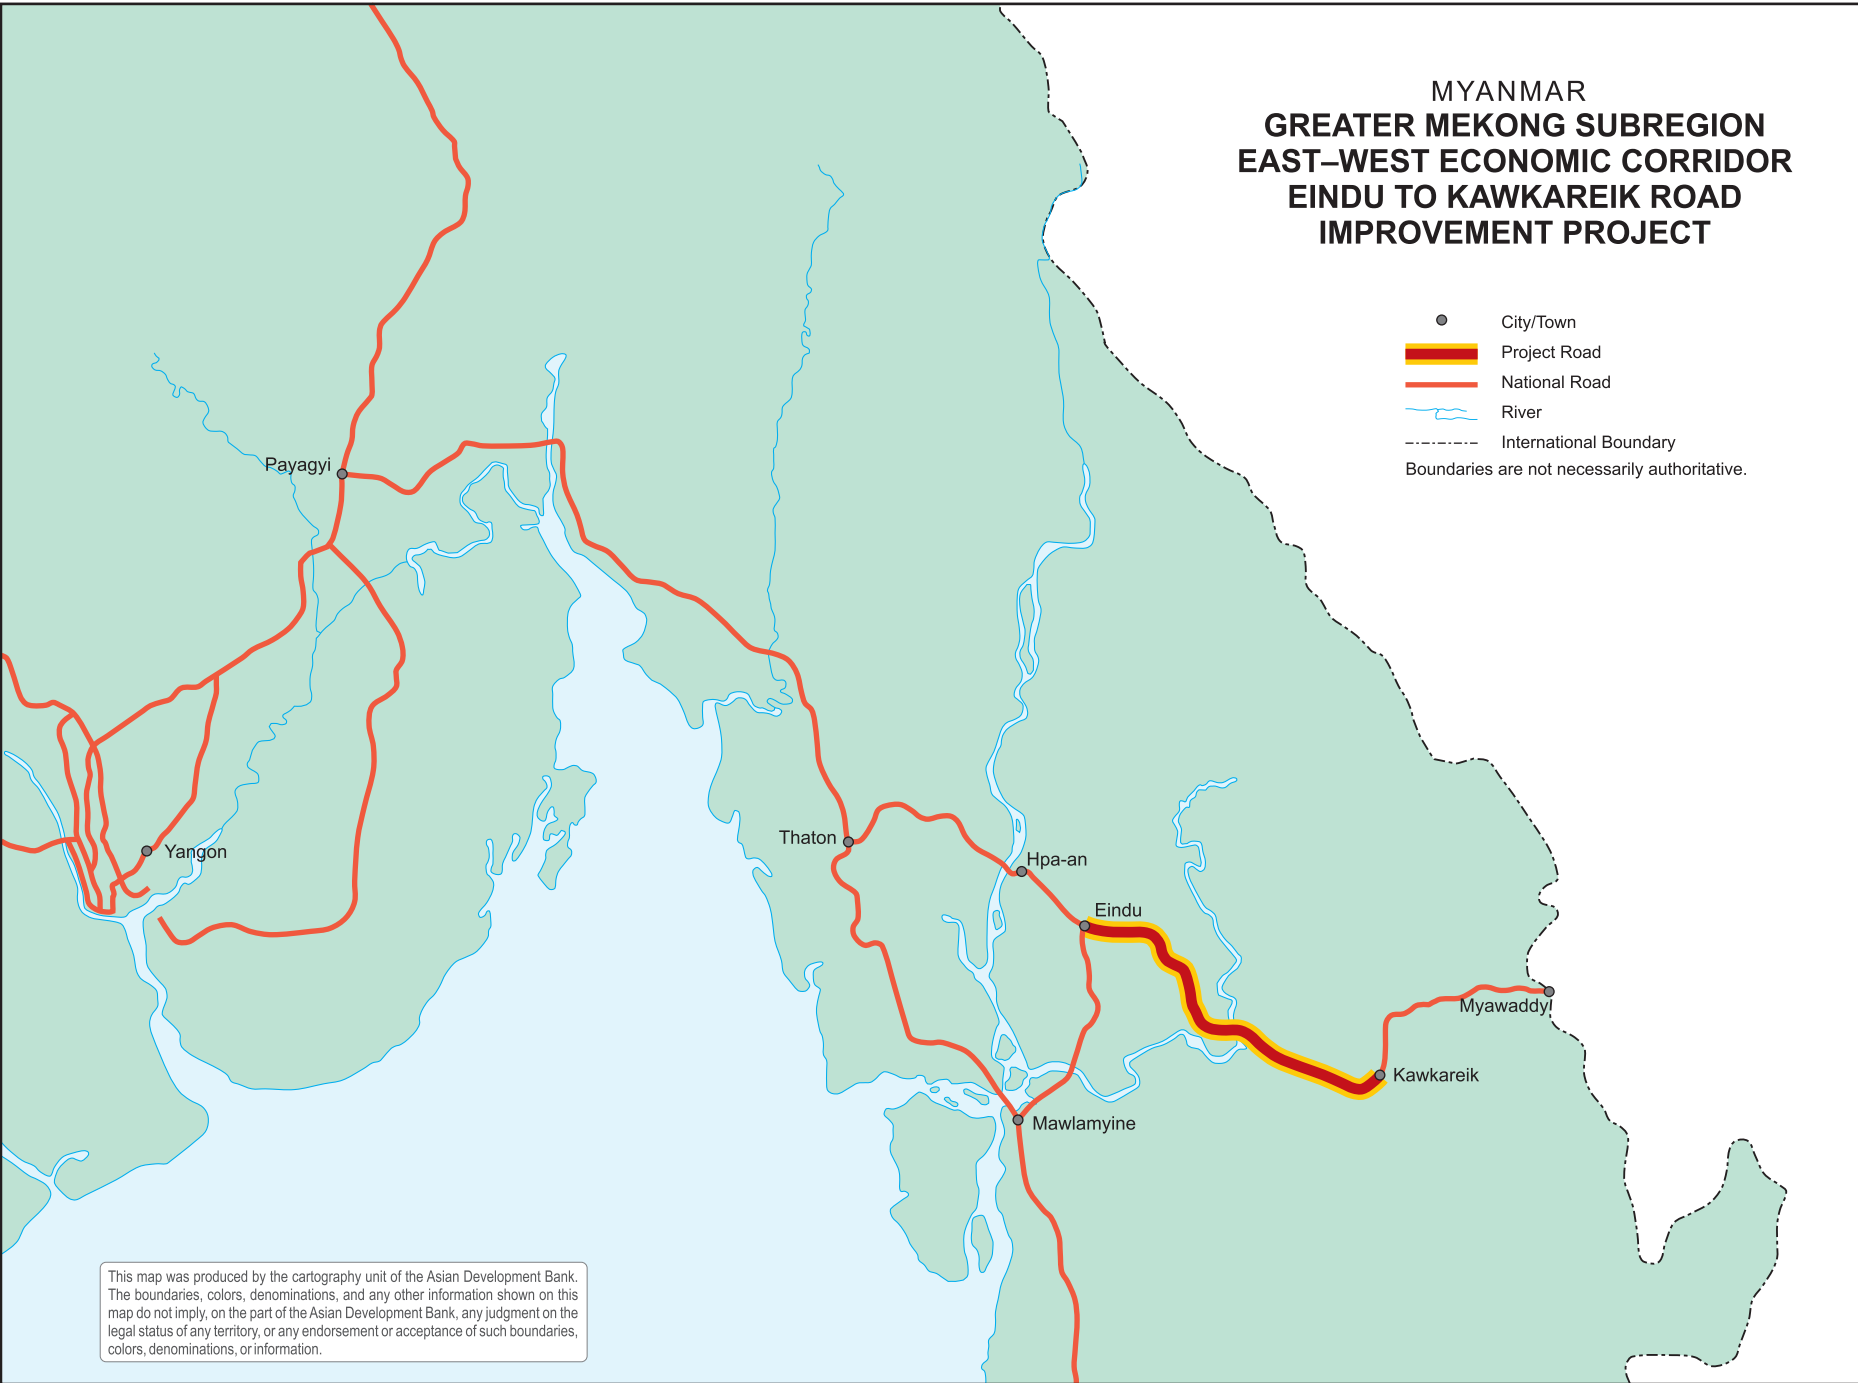 MYANMAR
GREATER MEKONG SUBREGION
EAST–WEST ECONOMIC CORRIDOR
EINDU TO KAWKAREIK ROAD
IMPROVEMENT PROJECT
City/Town
Project Road
National Road
River
International Boundary
Boundaries are not necessarily authoritative.
Payagyi
Thaton
Yangon
Hpa-an
Eindu
Myawaddy
Kawkareik
Mawlamyine
This map was produced by the cartography unit of the Asian Development Bank.
The boundaries, colors, denominations, and any other information shown on this
map do not imply, on the part of the Asian Development Bank, any judgment on the
legal status of any territory, or any endorsement or acceptance of such boundaries,
colors, denominations, or information.